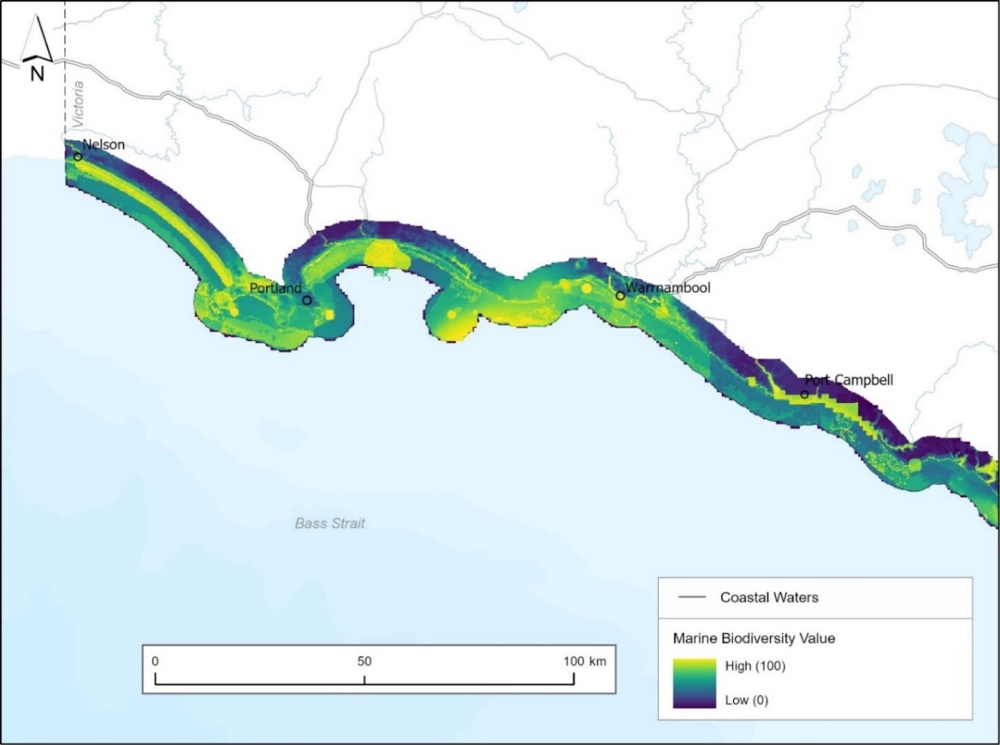 N
Victoria
Nelson
Portland
Warrnambool
Port Campbell
Bass Strait
Coastal Waters
Marine Biodiversity Value
High (100)
Low (0)
0 50 100 km